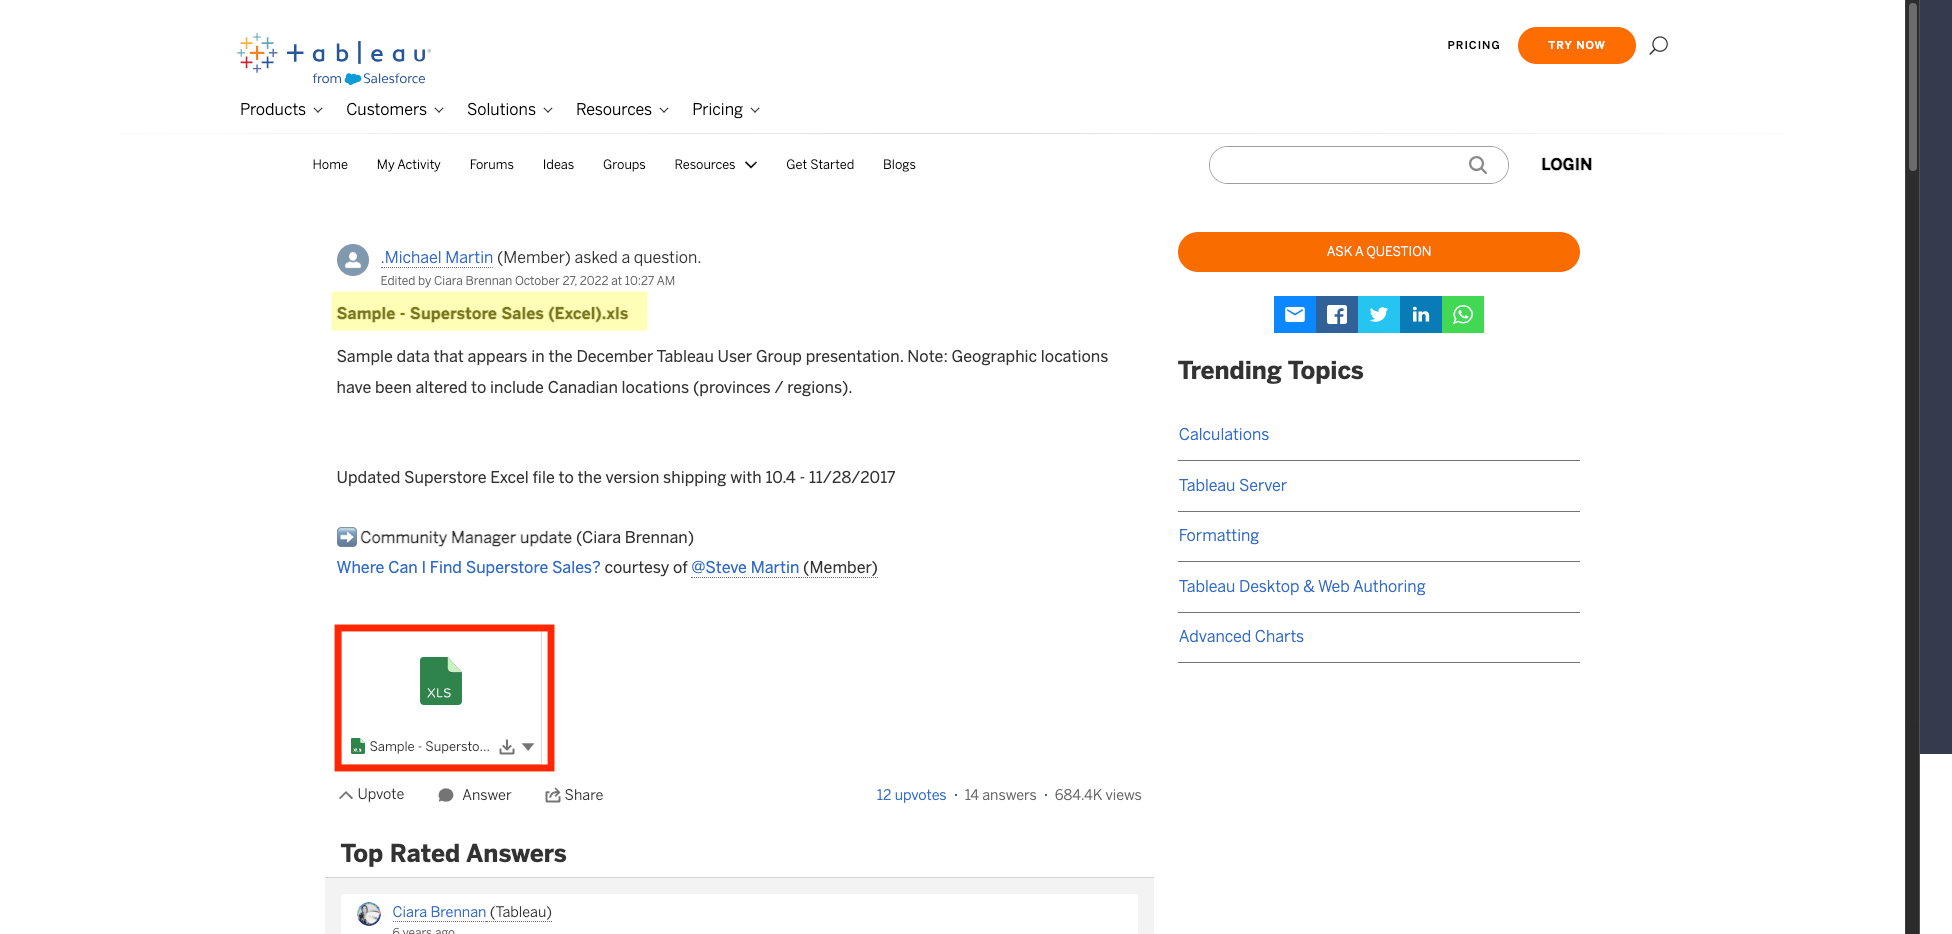 tableau
from Salesforce
PRICING
TRY NOW
Products
Customers
Solutions
Resources
Pricing
Home
My Activity
Forums
Ideas
Groups
Resources
Get Started
Blogs
LOGIN
.Michael Martin (Member) asked a question.
Edited by Ciara Brennan October 27, 2022 at 10:27 AM
Sample - Superstore Sales (Excel).xls
Sample data that appears in the December Tableau User Group presentation. Note: Geographic locations
have been altered to include Canadian locations (provinces / regions).
Updated Superstore Excel file to the version shipping with 10.4 - 11/28/2017
➡️ Community Manager update (Ciara Brennan)
Where Can I Find Superstore Sales? courtesy of @Steve Martin (Member)
XLS
Sample - Supersto...
Upvote
Answer
Share
12 upvotes · 14 answers · 684.4K views
Top Rated Answers
Ciara Brennan (Tableau)
6 years ago
ASK A QUESTION
Trending Topics
Calculations
Tableau Server
Formatting
Tableau Desktop & Web Authoring
Advanced Charts